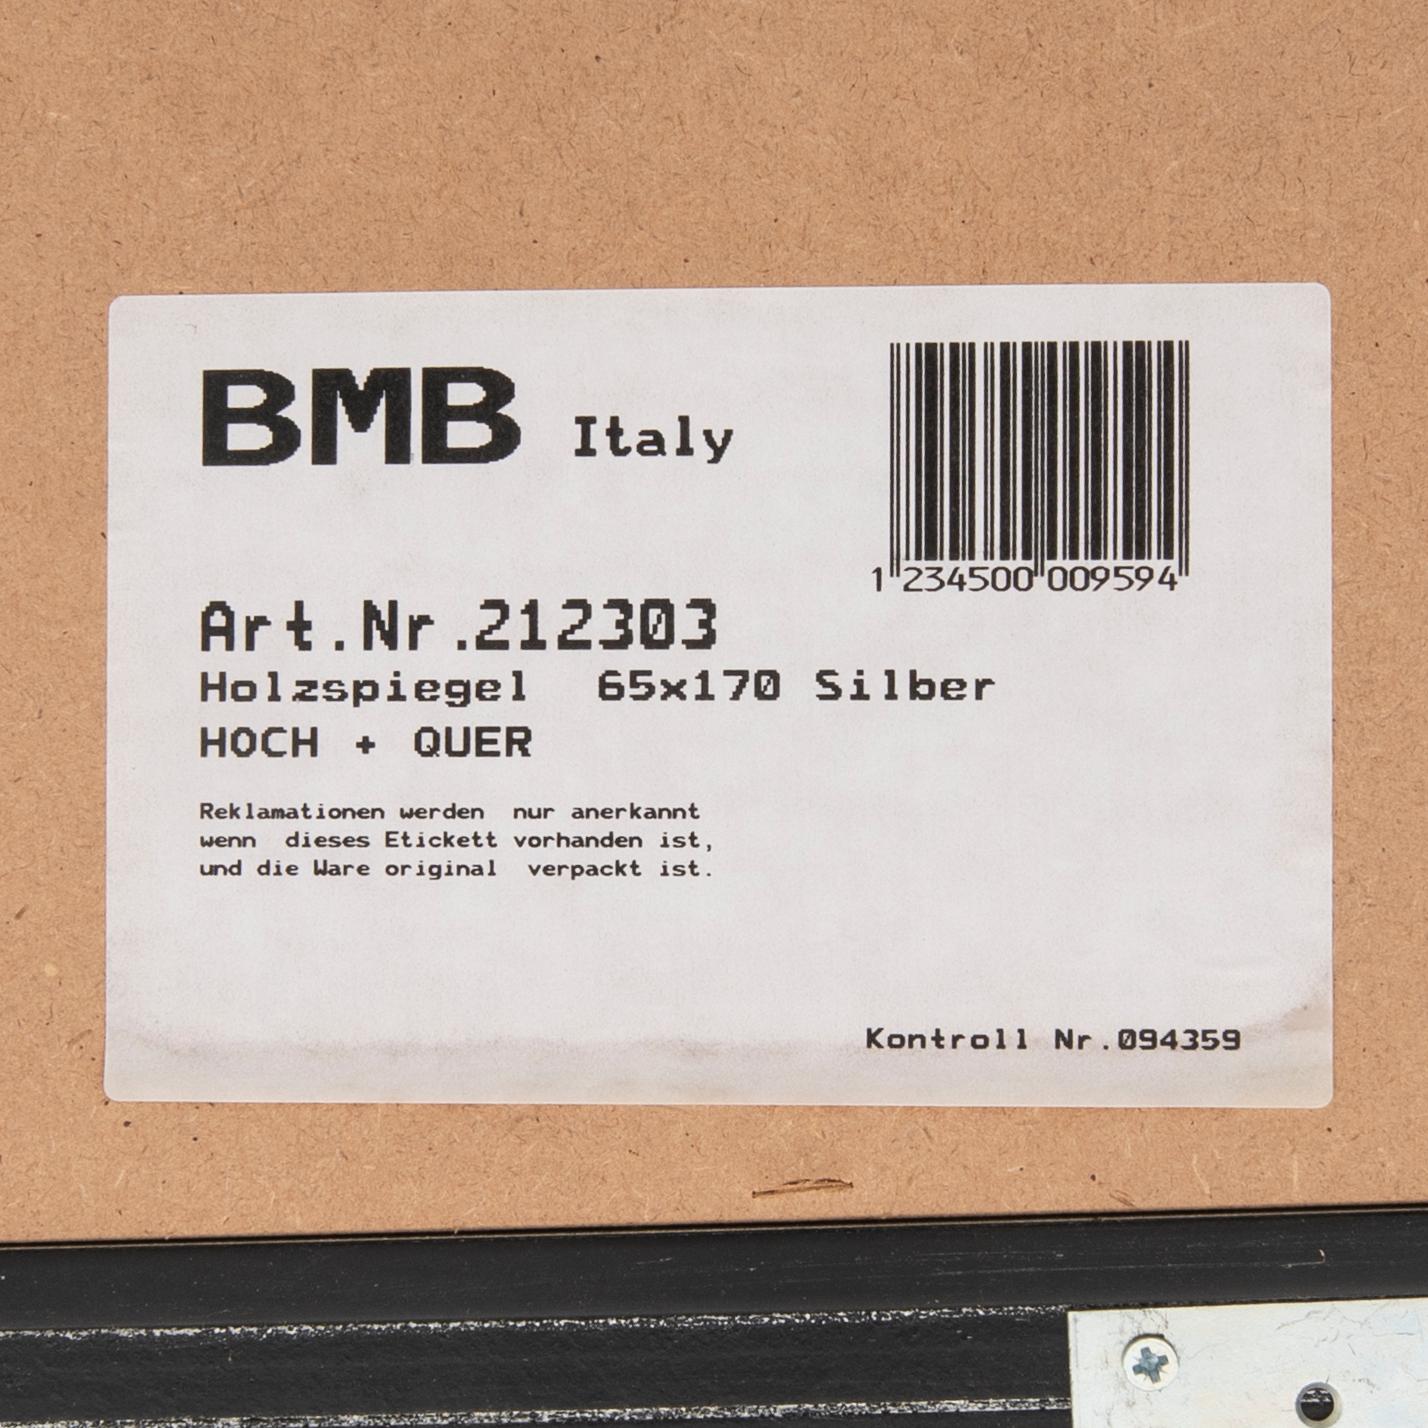 BMB Italy
1 234500 009594
Art.Nr.212303
Holzspiegel 65x170 Silber
HOCH + QUER
Reklamationen werden nur anerkannt
wenn dieses Etickett vorhanden ist,
und die Ware original verpackt ist.
Kontroll Nr.094359